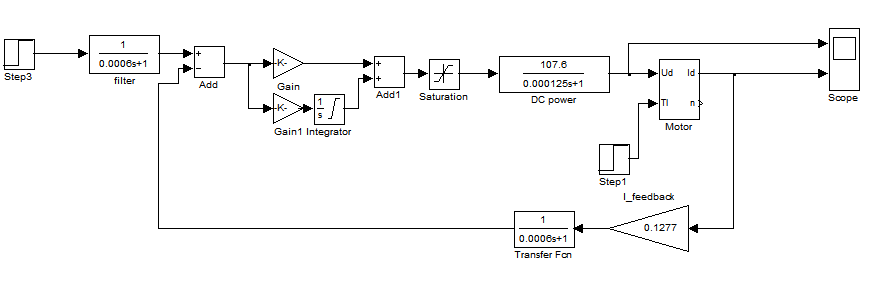 Step3
1
0.0006s+1
filter
+
−
Add
-K-
Gain
-K-
Gain1
1
s
Integrator
+
+
Add1
Saturation
107.6
0.000125s+1
DC power
Ud
Id
Tl
n
Motor
Scope
Step1
I_feedback
0.1277
1
0.0006s+1
Transfer Fcn